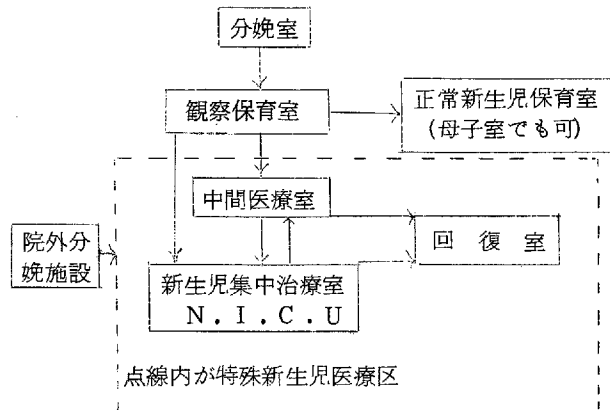 分娩室
観察保育室
正常新生児保育室
(母子室でも可)
中間医療室
院外分
娩施設
回復室
新生児集中治療室
N.I.C.U
点線内が特殊新生児医療区